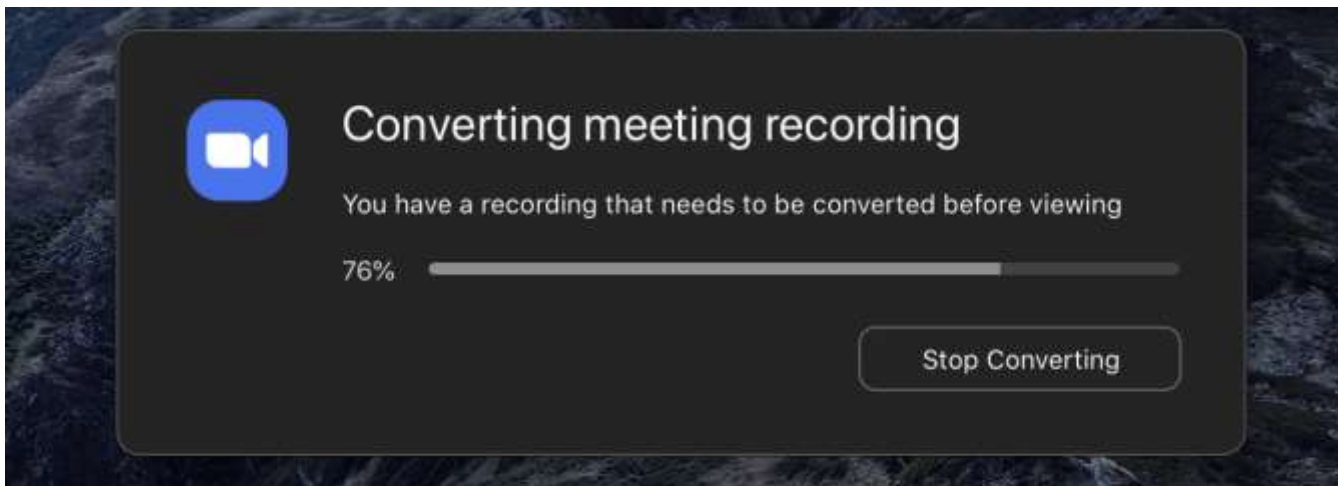 Converting meeting recording
You have a recording that needs to be converted before viewing
76%
Stop Converting